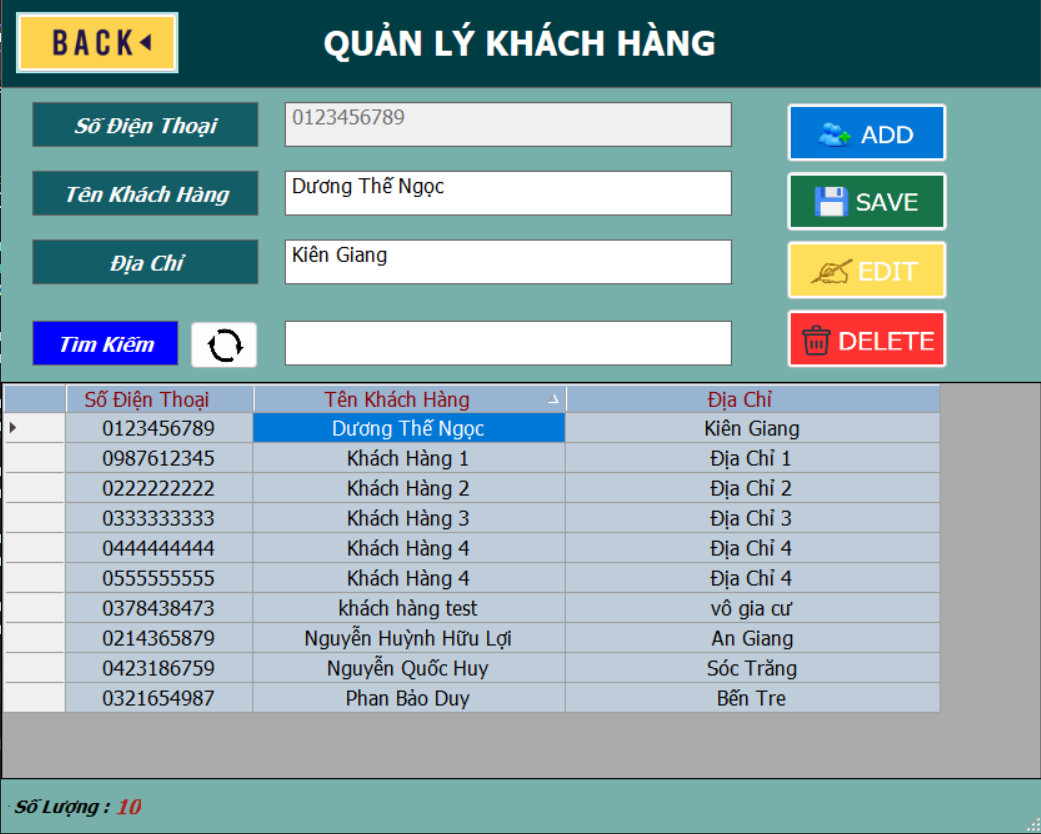 BACK
QUẢN LÝ KHÁCH HÀNG
Số Điện Thoại 0123456789 ADD
Tên Khách Hàng Dương Thế Ngọc SAVE
Địa Chỉ Kiên Giang EDIT
Tìm Kiếm DELETE
Số Điện Thoại Tên Khách Hàng Địa Chỉ
0123456789 Dương Thế Ngọc Kiên Giang
0987612345 Khách Hàng 1 Địa Chỉ 1
0222222222 Khách Hàng 2 Địa Chỉ 2
0333333333 Khách Hàng 3 Địa Chỉ 3
0444444444 Khách Hàng 4 Địa Chỉ 4
0555555555 Khách Hàng 4 Địa Chỉ 4
0378438473 khách hàng test vô gia cư
0214365879 Nguyễn Huỳnh Hữu Lợi An Giang
0423186759 Nguyễn Quốc Huy Sóc Trăng
0321654987 Phan Bảo Duy Bến Tre
Số Lượng : 10